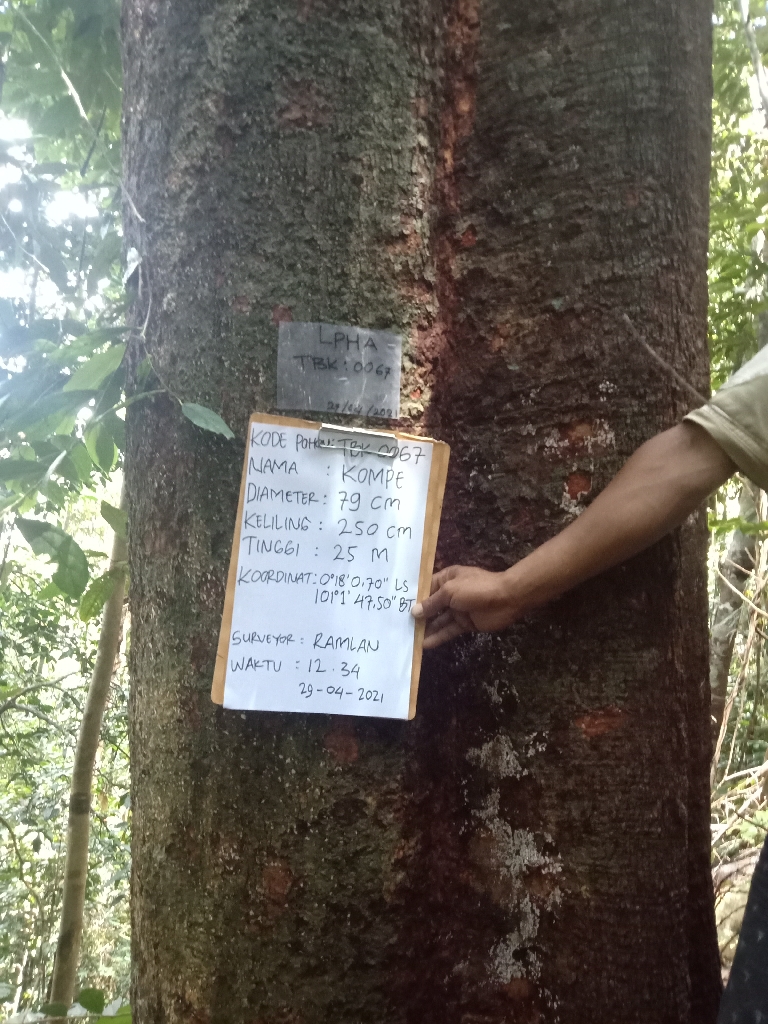 LPHA
TBK : 0067
29/04/2021
KODE POHON : TBK 0067
NAMA : KOMPE
DIAMETER : 79 cm
KELILING : 250 cm
TINGGI : 25 M
KOORDINAT : 0°18'0,70" LS
101°1' 47,50" BT
SURVEYOR : RAMLAN
WAKTU : 12.34
29-04-2021